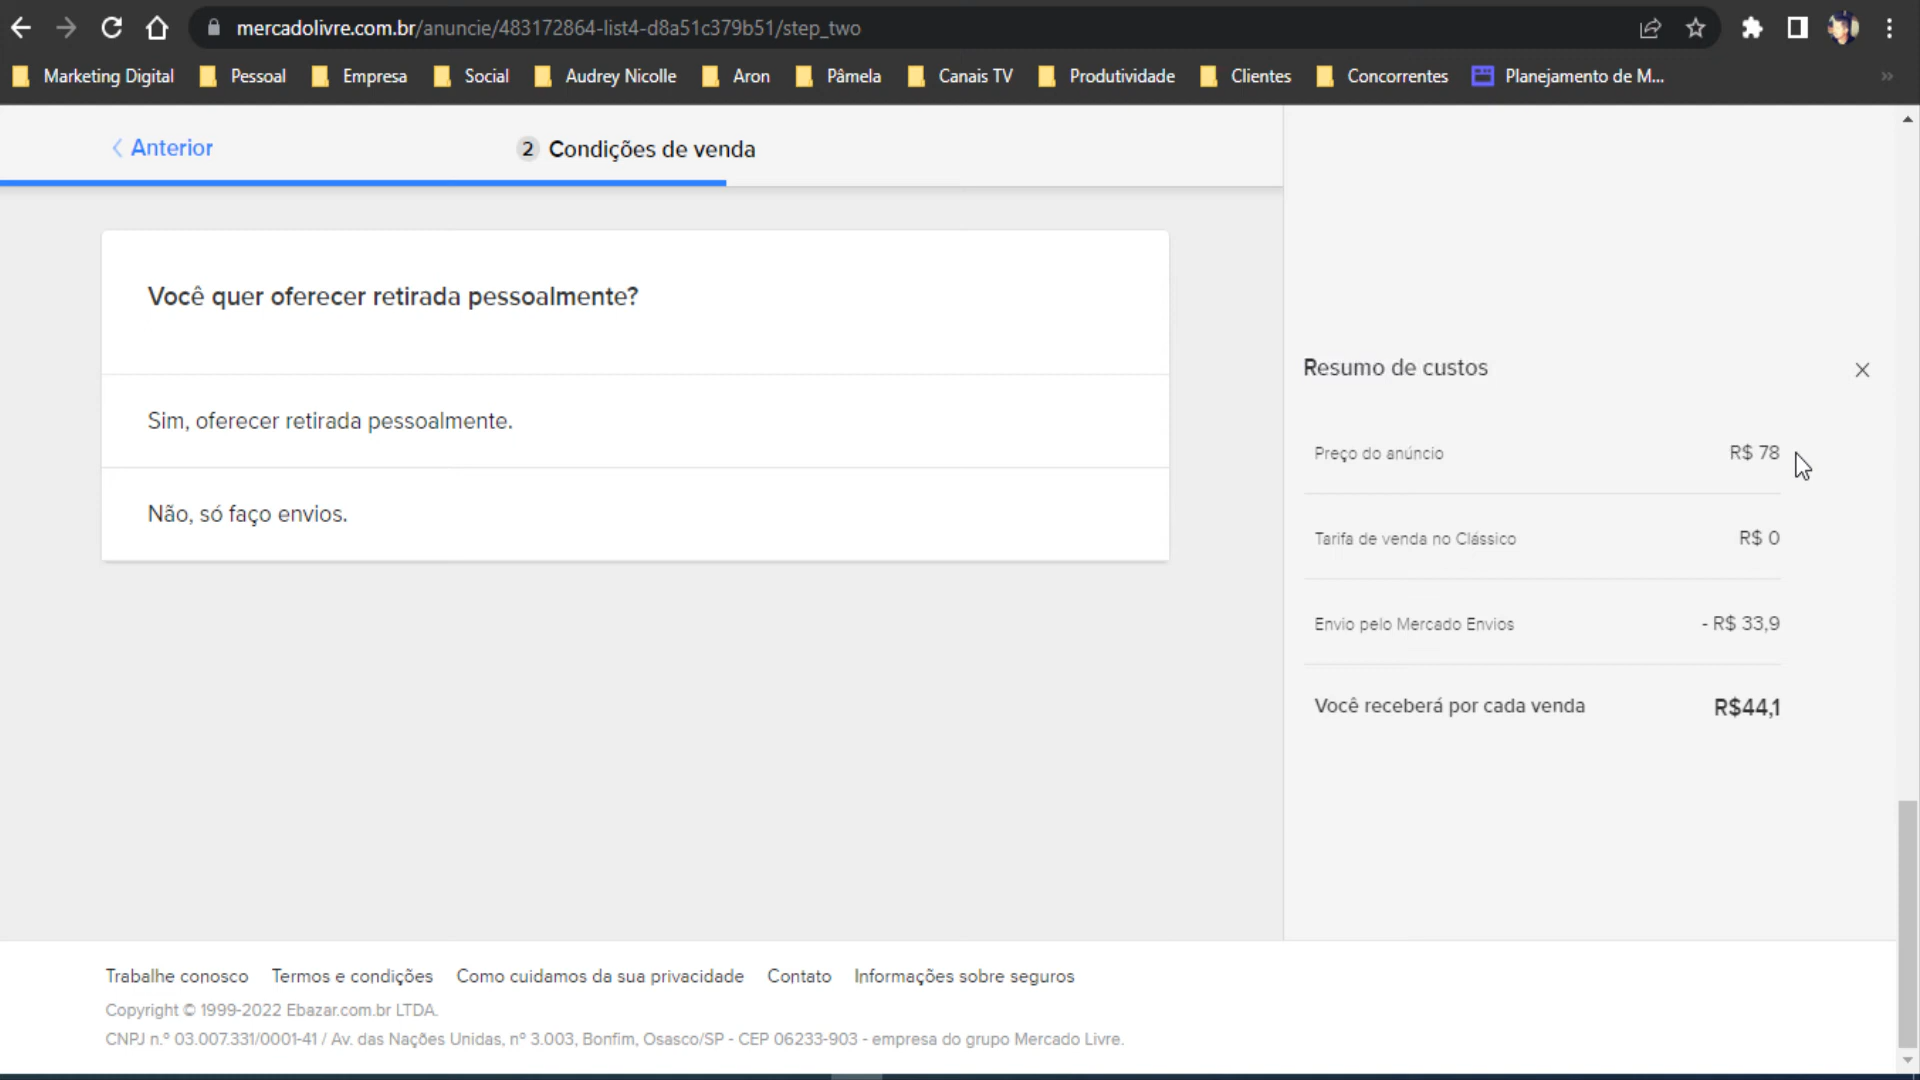 mercadolivre.com.br/anuncie/483172864-list4-d8a51c379b51/step_two
Marketing Digital Pessoal Empresa Social Audrey Nicolle Aron Pâmela Canais TV Produtividade Clientes Concorrentes Planejamento de M... »
Anterior
2 Condições de venda
Você quer oferecer retirada pessoalmente?
Sim, oferecer retirada pessoalmente.
Não, só faço envios.
Resumo de custos
Preço do anúncio R$ 78
Tarifa de venda no Clássico R$ 0
Envio pelo Mercado Envios - R$ 33,9
Você receberá por cada venda R$44,1
Trabalhe conosco Termos e condições Como cuidamos da sua privacidade Contato Informações sobre seguros
Copyright © 1999-2022 Ebazar.com.br LTDA.
CNPJ n.º 03.007.331/0001-41 / Av. das Nações Unidas, nº 3.003, Bonfim, Osasco/SP - CEP 06233-903 - empresa do grupo Mercado Livre.